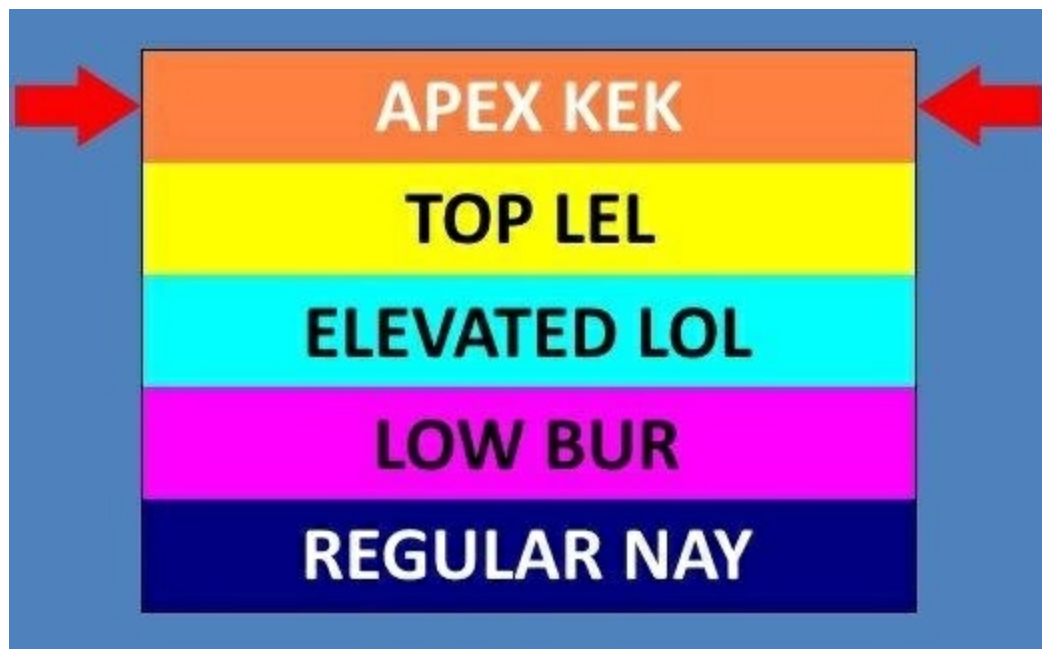 APEX KEK
TOP LEL
ELEVATED LOL
LOW BUR
REGULAR NAY